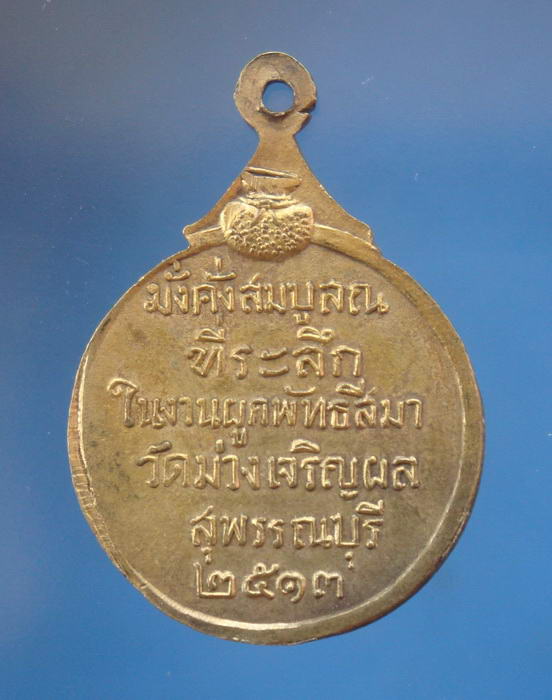 มั่งคั่งสมบูลณ
ที่ระลึก
ในงานผูกพัทธสีมา
วัดม่วงเจริญผล
สุพรรณบุรี
๒๕๑๓